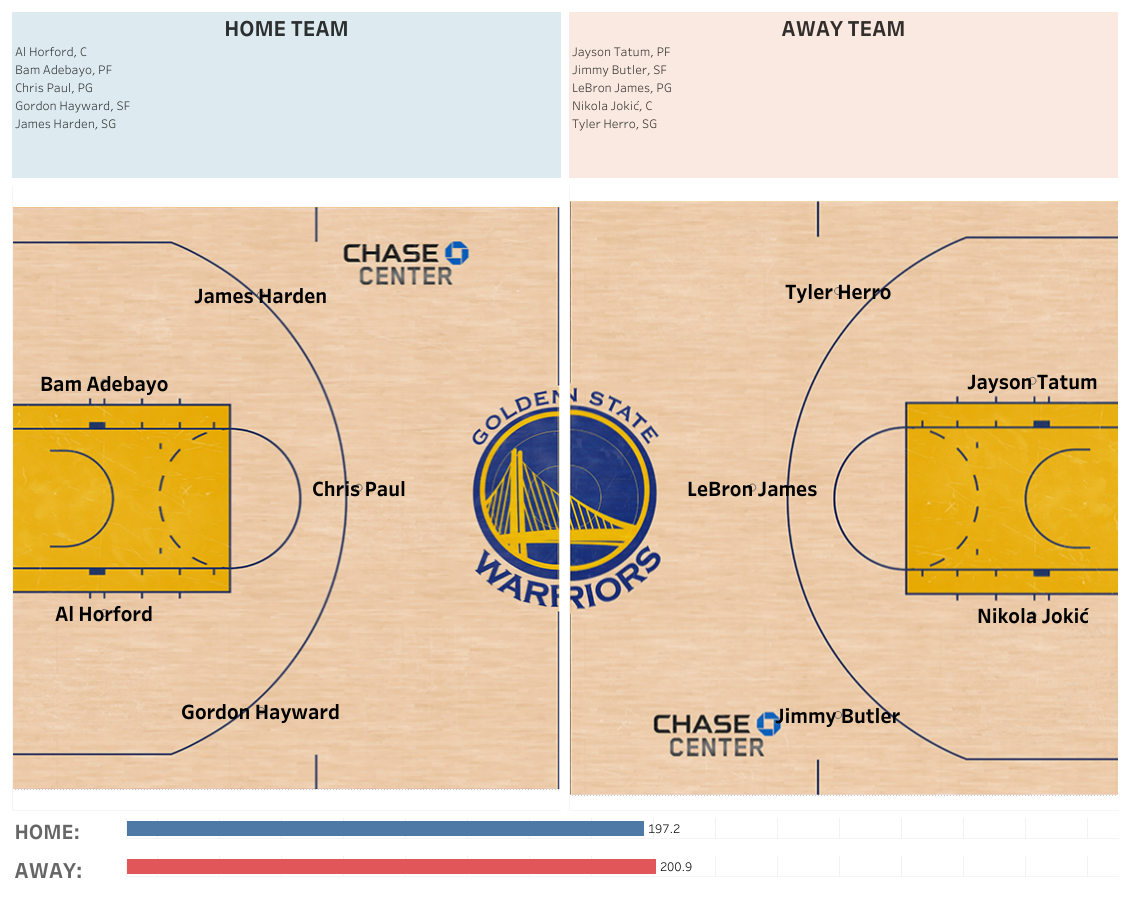 HOME TEAM
Al Horford, C
Bam Adebayo, PF
Chris Paul, PG
Gordon Hayward, SF
James Harden, SG
AWAY TEAM
Jayson Tatum, PF
Jimmy Butler, SF
LeBron James, PG
Nikola Jokić, C
Tyler Herro, SG
CHASE
CENTER
James Harden
Bam Adebayo
Chris Paul
Al Horford
Gordon Hayward
GOLDEN STATE
WARRIORS
Tyler Herro
Jayson Tatum
LeBron James
Nikola Jokić
Jimmy Butler
CHASE
CENTER
HOME: 197.2
AWAY: 200.9